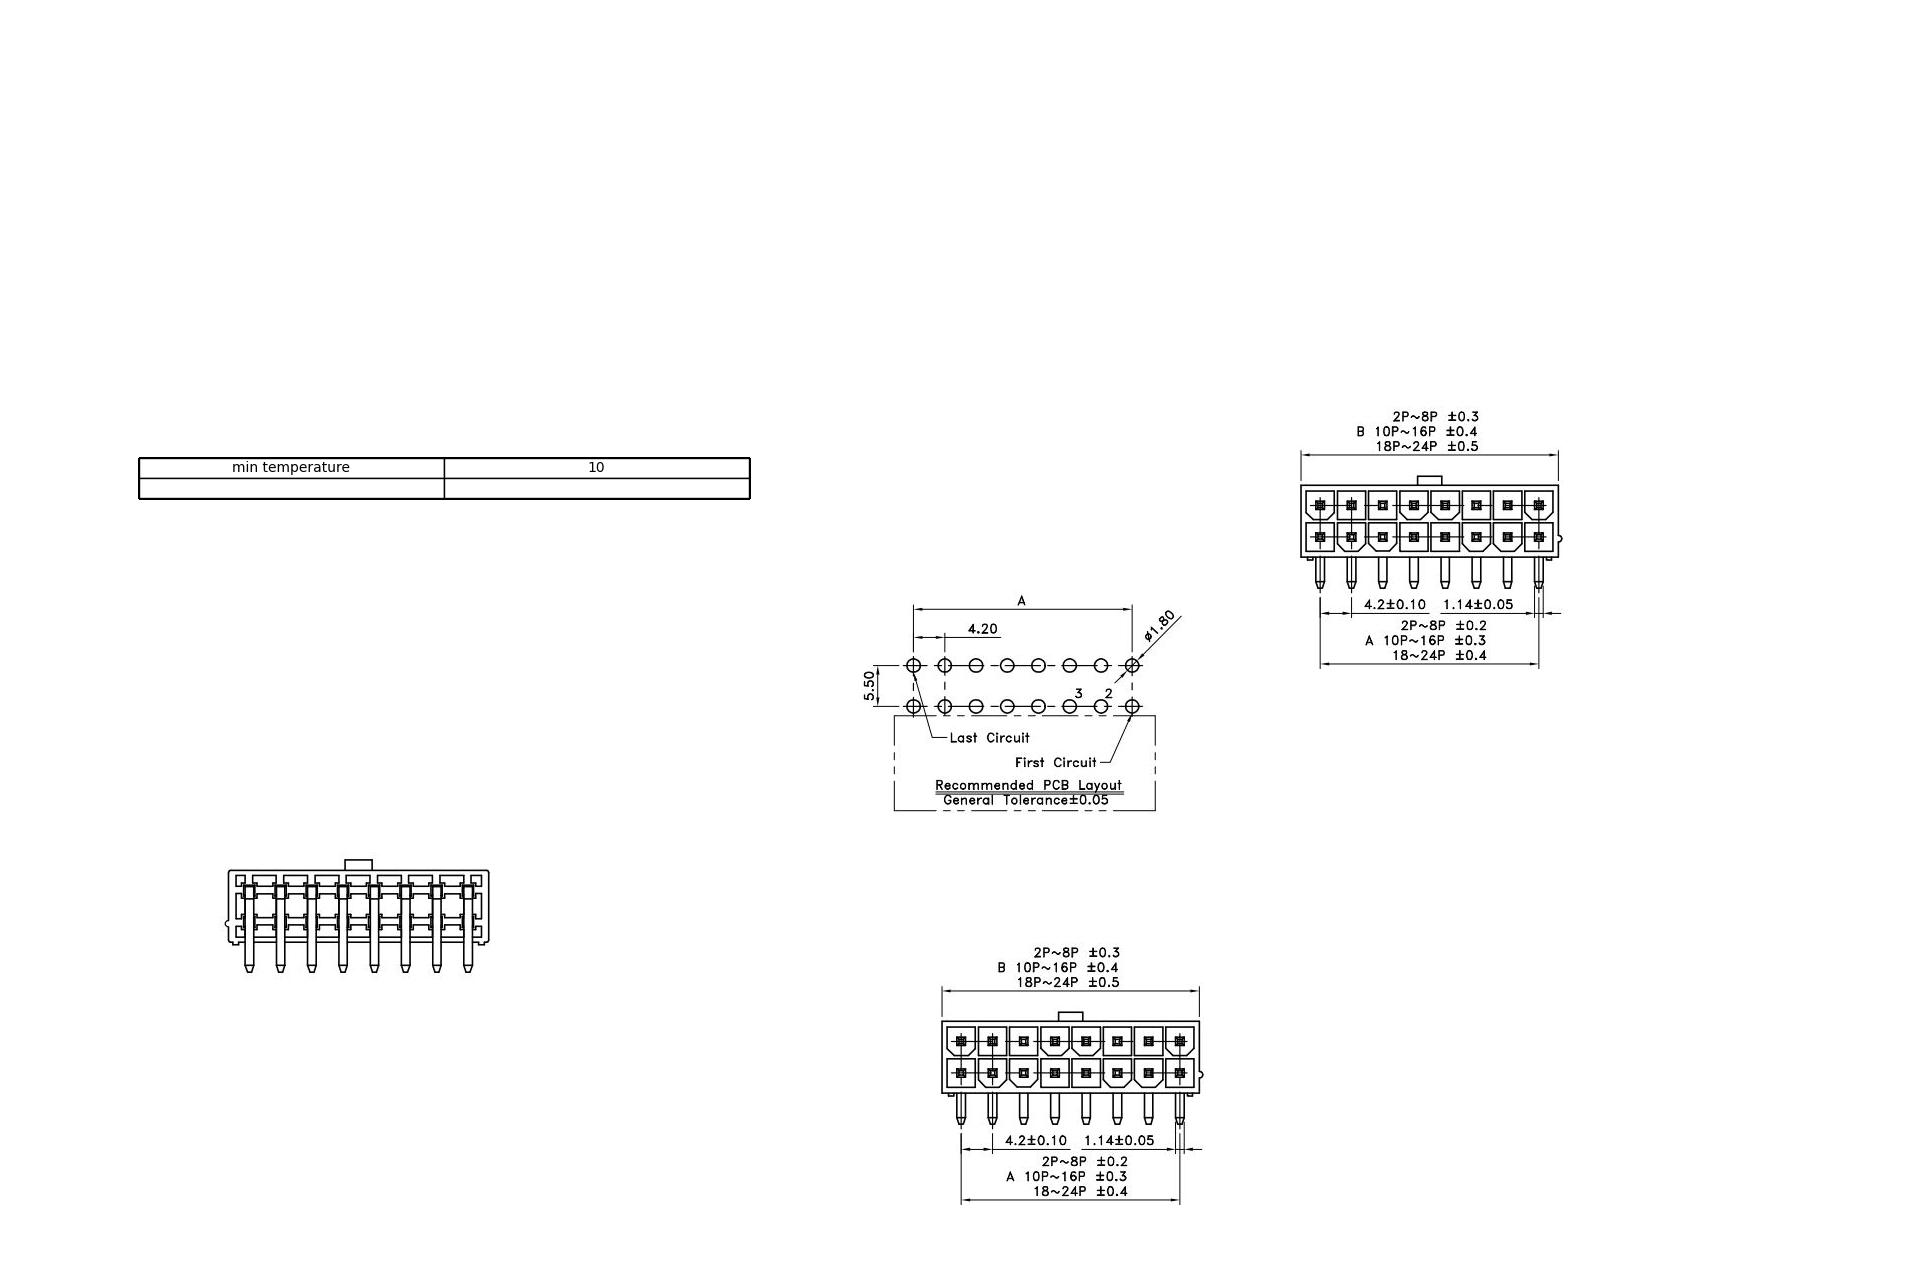 min temperature 10
2P~8P ±0.3
B 10P~16P ±0.4
18P~24P ±0.5
4.2±0.10 1.14±0.05
2P~8P ±0.2
A 10P~16P ±0.3
18~24P ±0.4
A
4.20
ø1.80
5.50
3 2
Last Circuit
First Circuit
Recommended PCB Layout
General Tolerance±0.05
2P~8P ±0.3
B 10P~16P ±0.4
18P~24P ±0.5
4.2±0.10 1.14±0.05
2P~8P ±0.2
A 10P~16P ±0.3
18~24P ±0.4